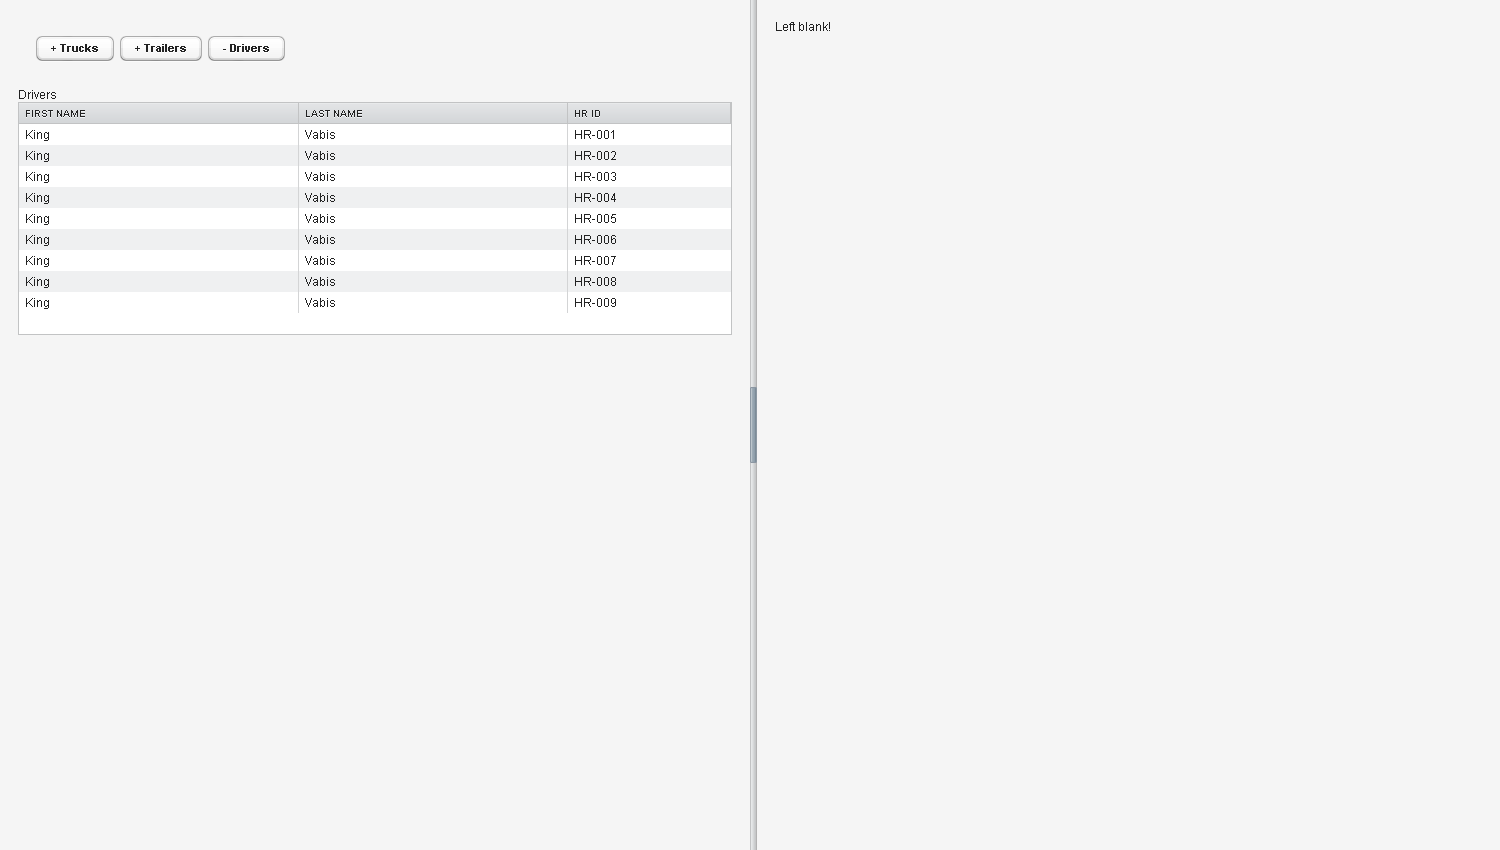 + Trucks + Trailers - Drivers
Left blank!
Drivers
FIRST NAME LAST NAME HR ID
King Vabis HR-001
King Vabis HR-002
King Vabis HR-003
King Vabis HR-004
King Vabis HR-005
King Vabis HR-006
King Vabis HR-007
King Vabis HR-008
King Vabis HR-009